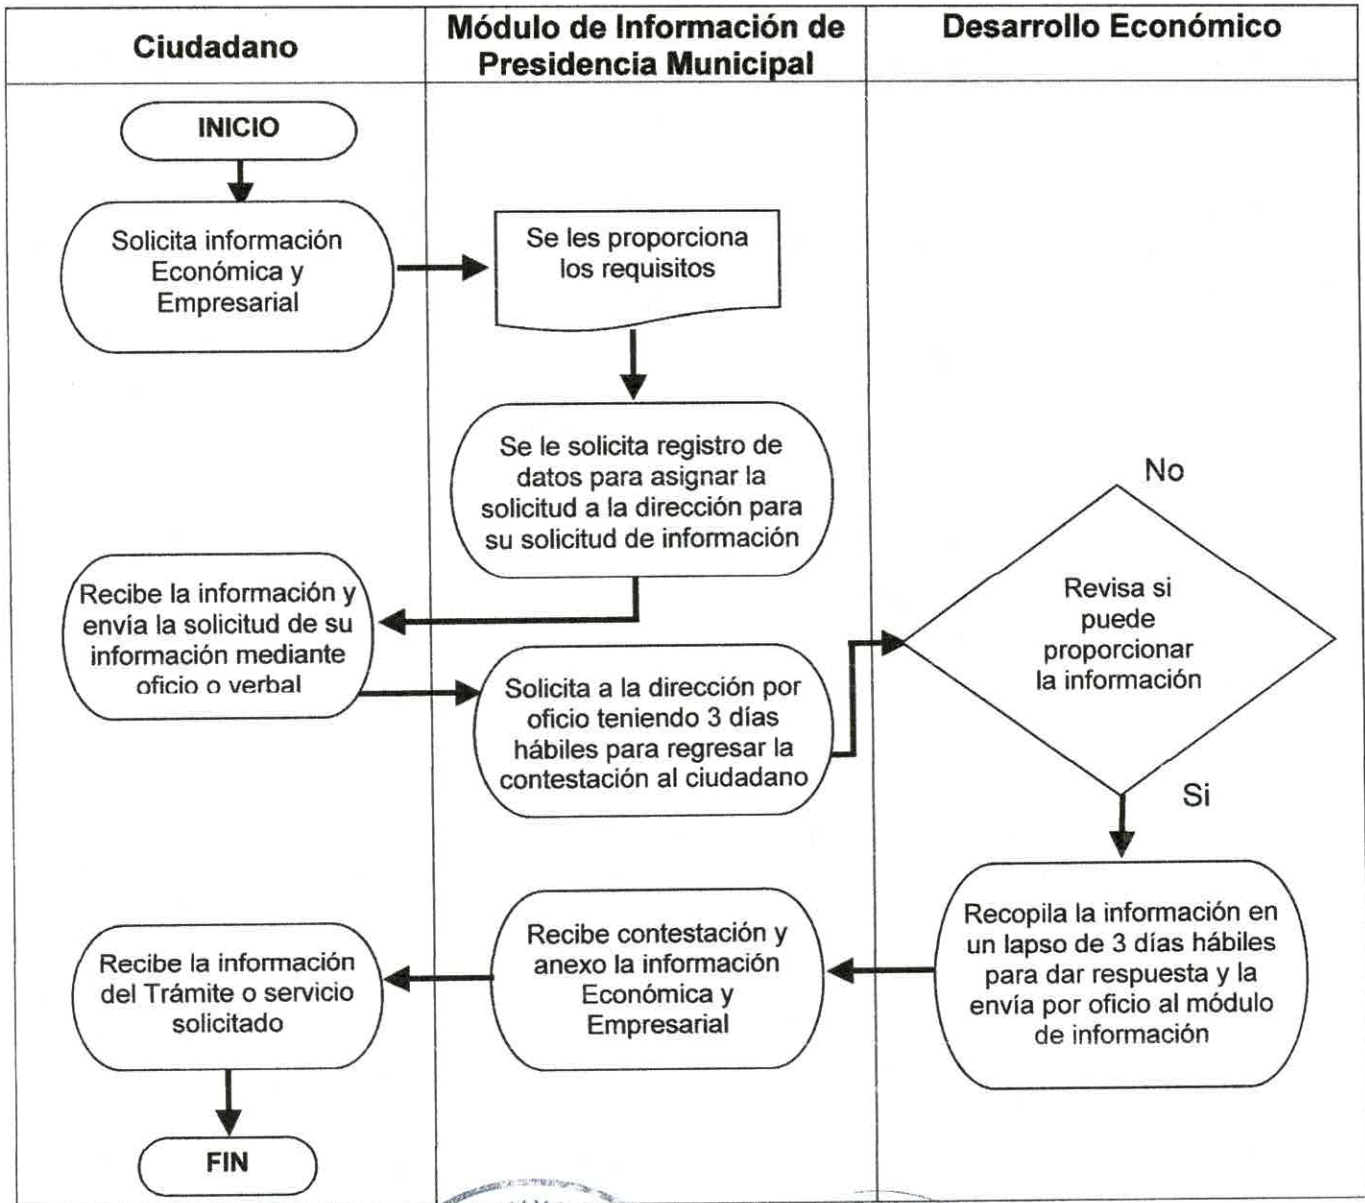 Ciudadano
Módulo de Información de
Presidencia Municipal
Desarrollo Económico
INICIO
Solicita información
Económica y
Empresarial
Se les proporciona
los requisitos
Se le solicita registro de
datos para asignar la
solicitud a la dirección para
su solicitud de información
Recibe la información y
envía la solicitud de su
información mediante
oficio o verbal
Solicita a la dirección por
oficio teniendo 3 días
hábiles para regresar la
contestación al ciudadano
No
Revisa si
puede
proporcionar
la información
Si
Recopila la información en
un lapso de 3 días hábiles
para dar respuesta y la
envía por oficio al módulo
de información
Recibe contestación y
anexo la información
Económica y
Empresarial
Recibe la información
del Trámite o servicio
solicitado
FIN